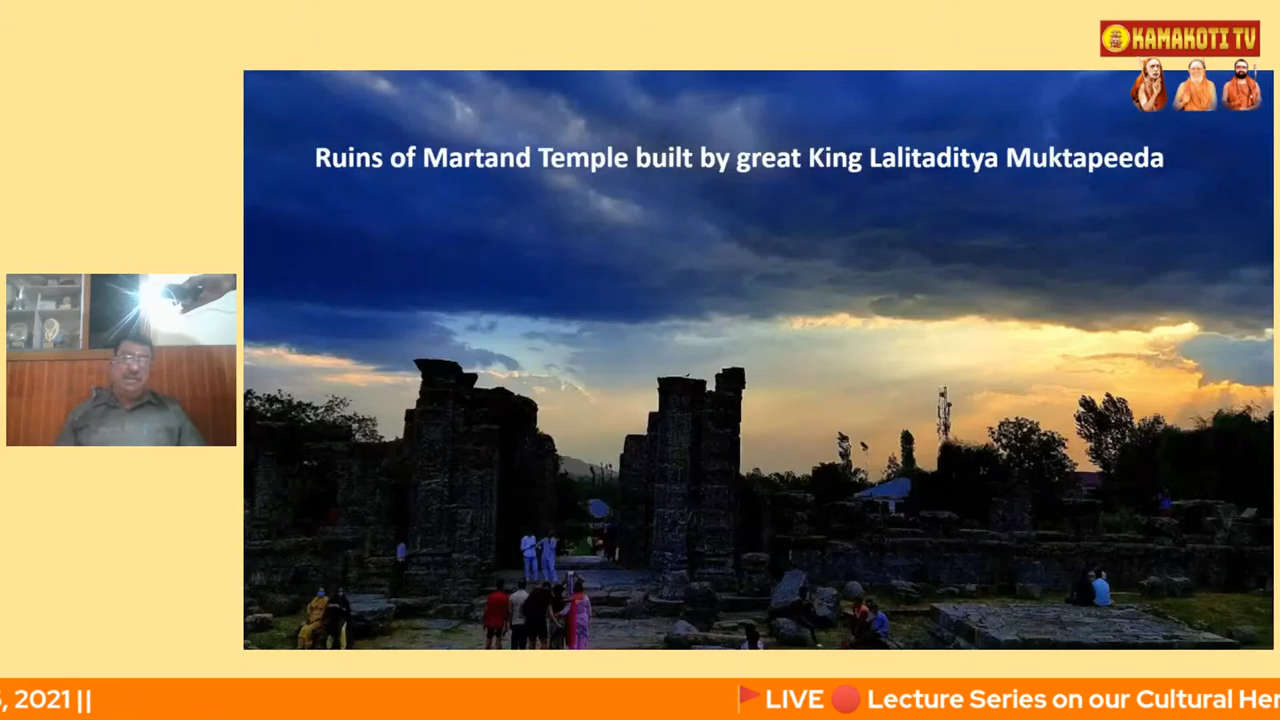 KAMAKOTI TV
Ruins of Martand Temple built by great King Lalitaditya Muktapeeda
, 2021 || LIVE Lecture Series on our Cultural Her